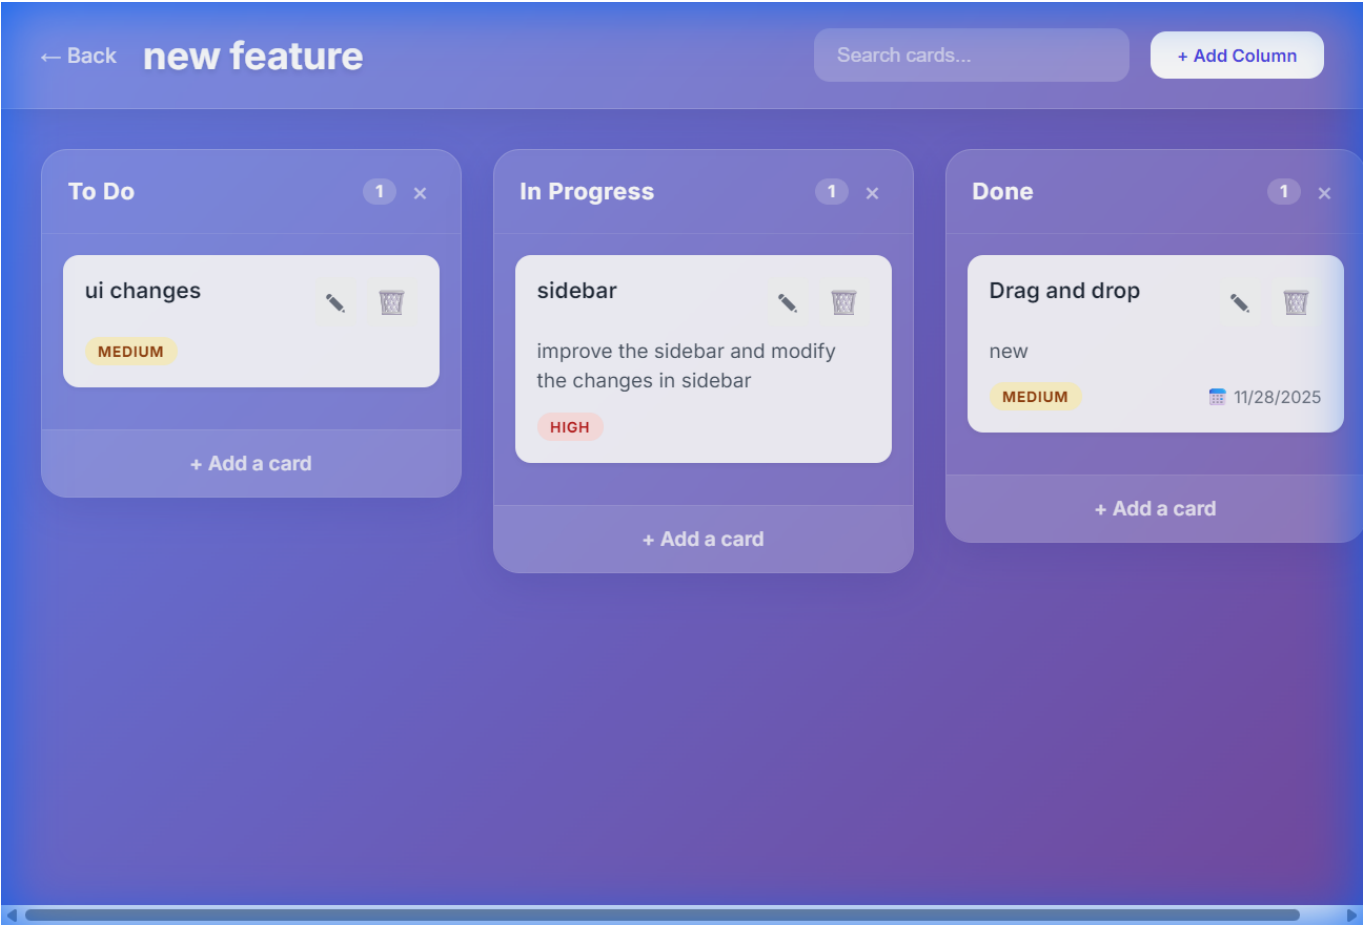 ← Back
new feature
Search cards...
+ Add Column
To Do
1
×
ui changes
MEDIUM
+ Add a card
In Progress
1
×
sidebar
improve the sidebar and modify
the changes in sidebar
HIGH
+ Add a card
Done
1
×
Drag and drop
new
MEDIUM
11/28/2025
+ Add a card